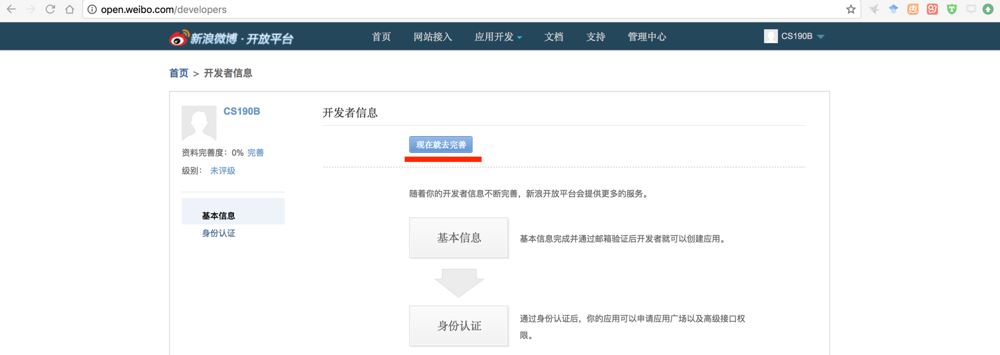 open.weibo.com/developers
新浪微博·开放平台
首页 网站接入 应用开发 文档 支持 管理中心 CS190B
首页 > 开发者信息
CS190B
资料完善度：0% 完善
级别： 未评级
基本信息
身份认证
开发者信息
现在就去完善
随着你的开发者信息不断完善，新浪开放平台会提供更多的服务。
基本信息
基本信息完成并通过邮箱验证后开发者就可以创建应用。
身份认证
通过身份认证后，你的应用可以申请应用广场以及高级接口权
限。